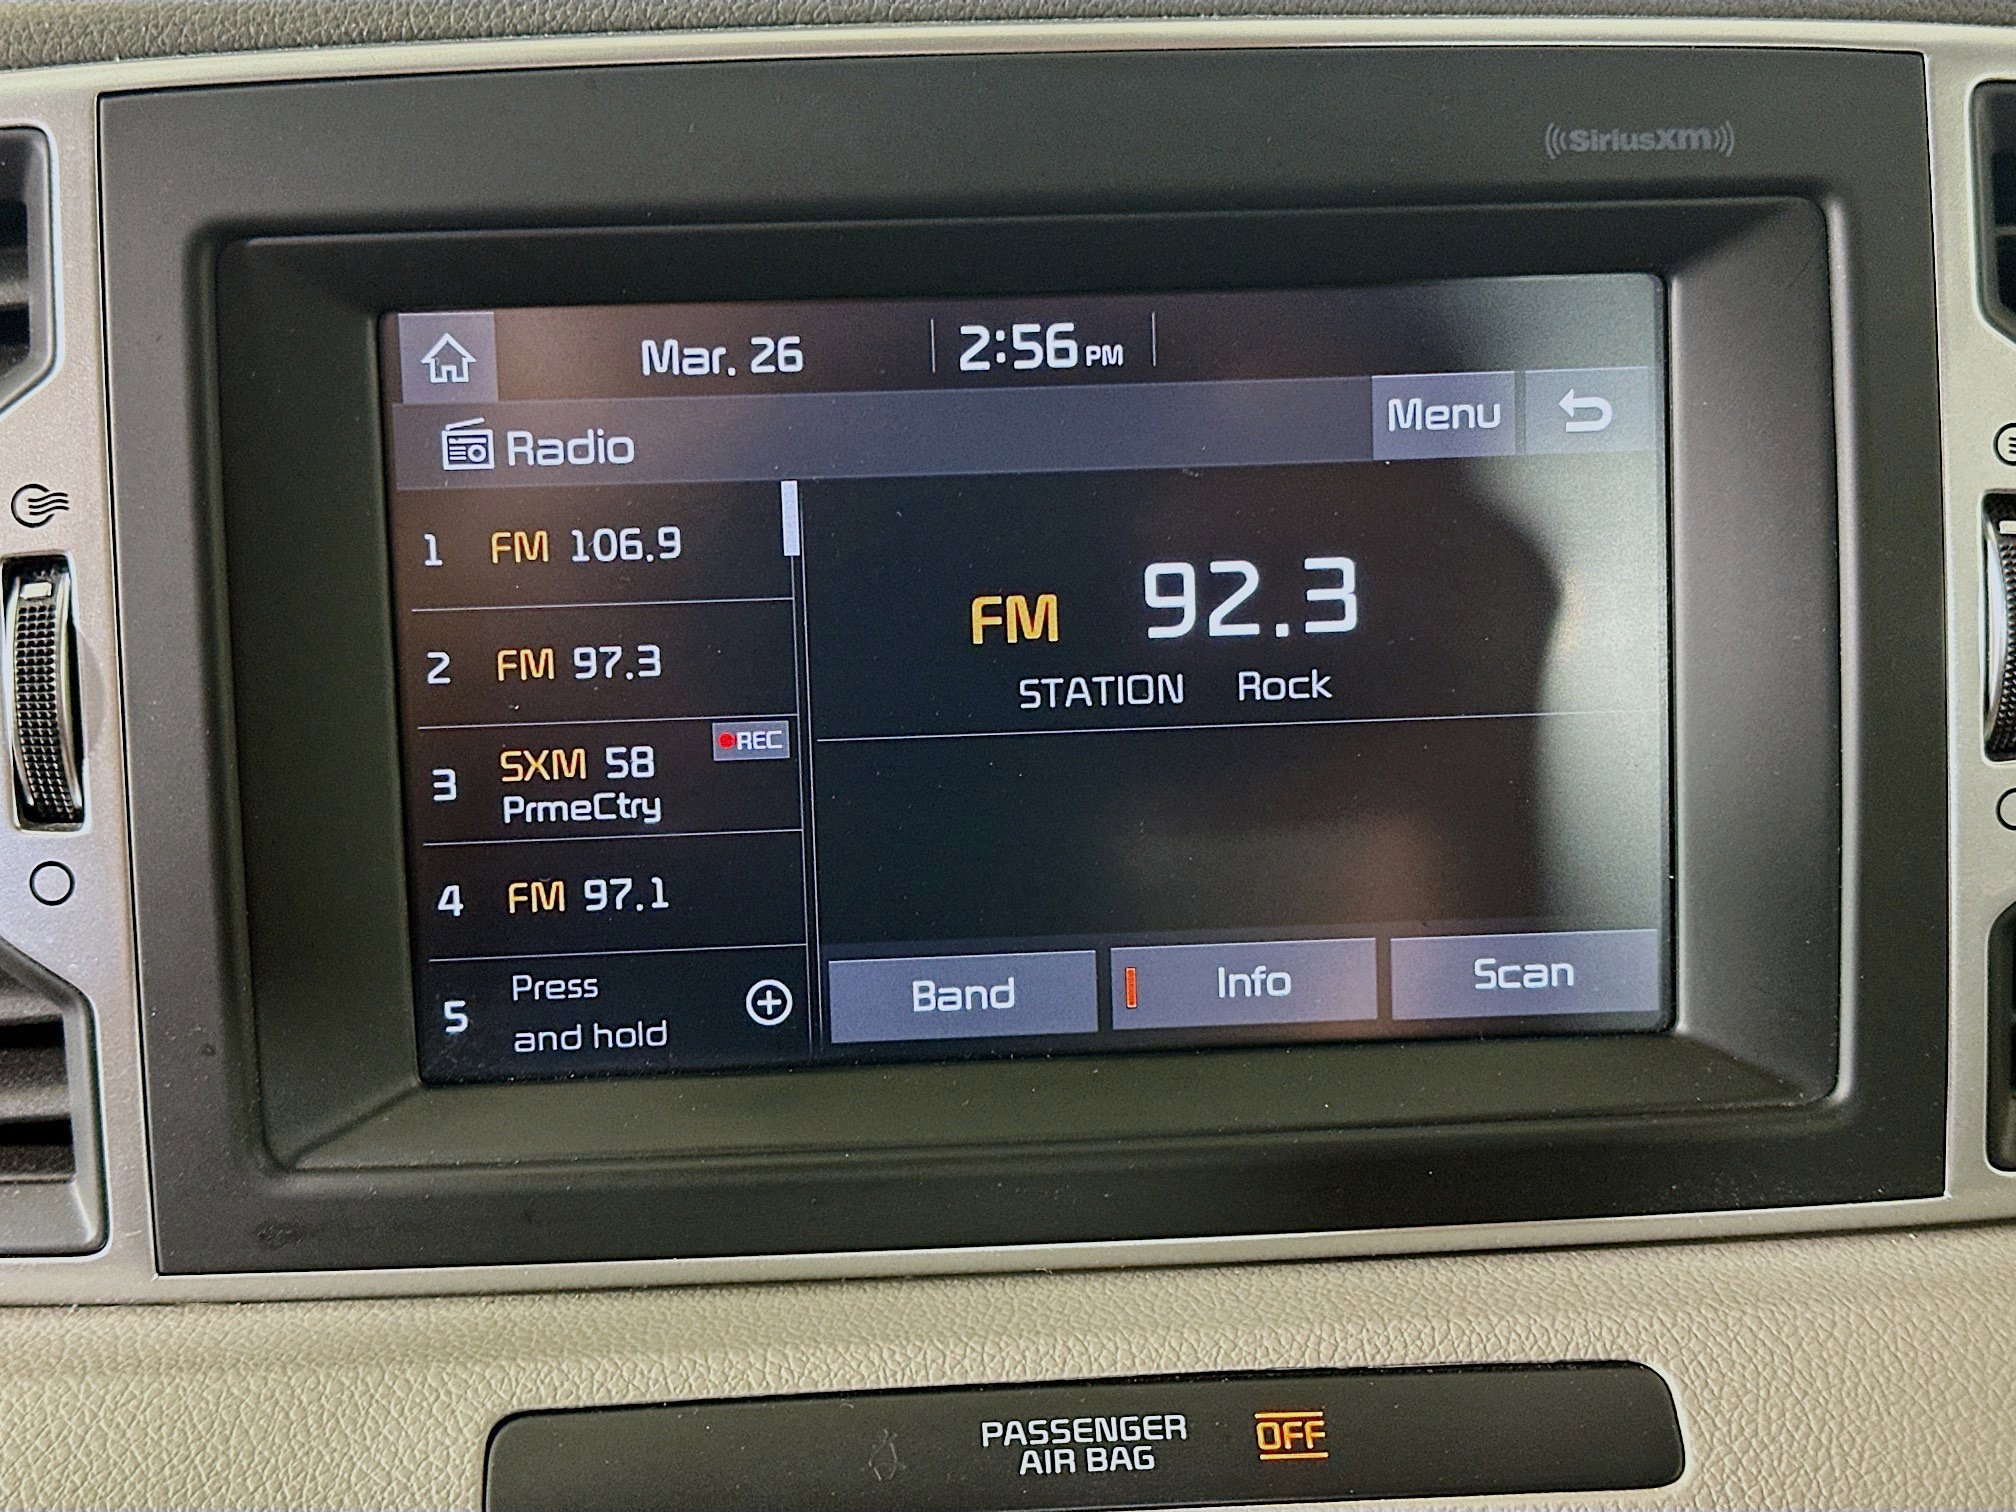 SiriusXM
Mar. 26 2:56 PM
Radio Menu
1 FM 106.9
2 FM 97.3
3 SXM 58 REC
PrmeCtry
4 FM 97.1
5 Press
and hold
FM 92.3
STATION Rock
Band Info Scan
PASSENGER
AIR BAG OFF